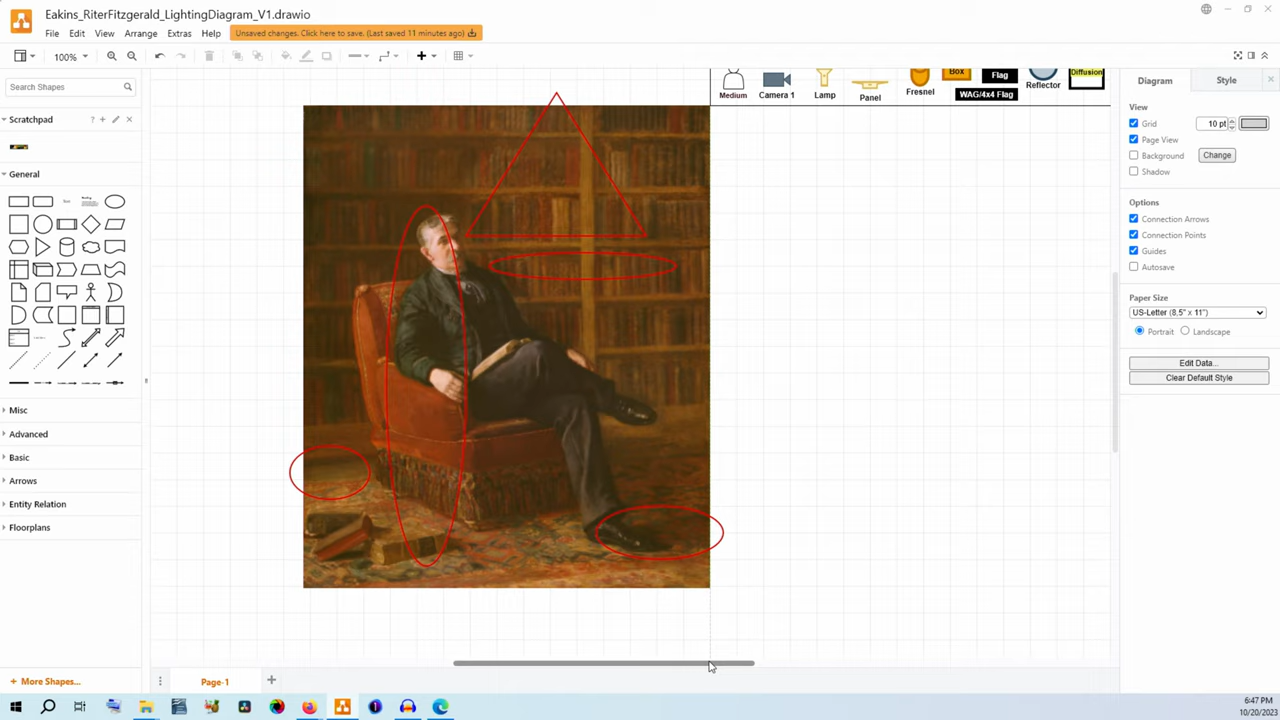 Eakins_RiterFitzgerald_LightingDiagram_V1.drawio
File Edit View Arrange Extras Help
Unsaved changes. Click here to save. (Last saved 11 minutes ago)
100%
Search Shapes
Scratchpad
General
Misc
Advanced
Basic
Arrows
Entity Relation
Floorplans
+ More Shapes...
Medium
Camera 1
Lamp
Panel
Fresnel
Box
Flag
WAG/4x4 Flag
Reflector
Diffusion
Diagram
Style
View
Grid
10 pt
Page View
Background
Change
Shadow
Options
Connection Arrows
Connection Points
Guides
Autosave
Paper Size
US-Letter (8,5" x 11")
Portrait
Landscape
Edit Data...
Clear Default Style
Page-1
6:47 PM
10/20/2023